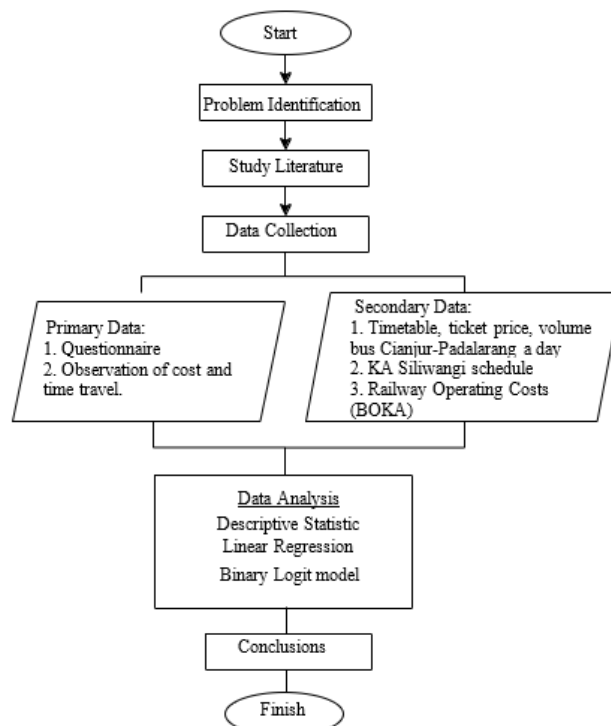 Start
Problem Identification
Study Literature
Data Collection
Primary Data:
1. Questionnaire
2. Observation of cost and
time travel.
Secondary Data:
1. Timetable, ticket price, volume
bus Cianjur-Padalarang a day
2. KA Siliwangi schedule
3. Railway Operating Costs
(BOKA)
Data Analysis
Descriptive Statistic
Linear Regression
Binary Logit model
Conclusions
Finish